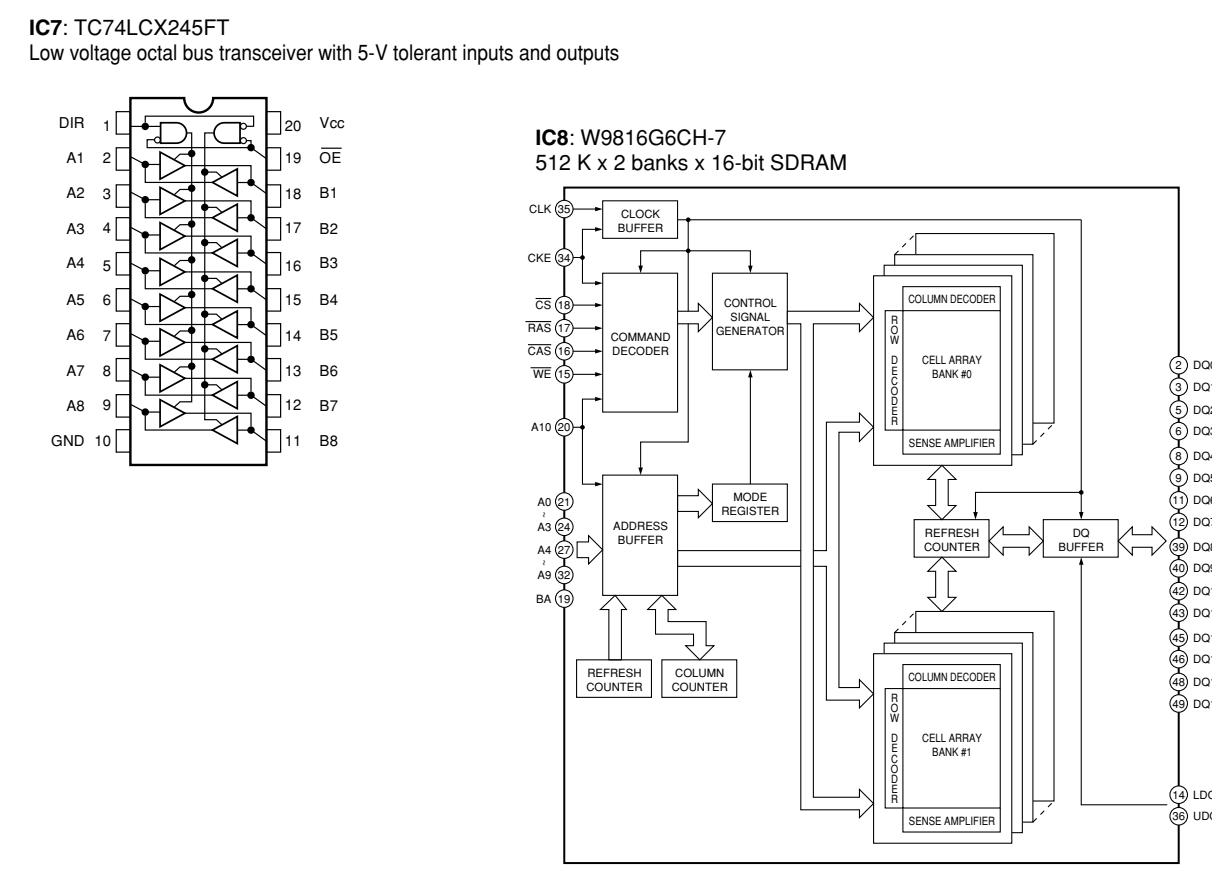 IC7: TC74LCX245FT
Low voltage octal bus transceiver with 5-V tolerant inputs and outputs
DIR 1 20 Vcc
A1 2 19 OE
A2 3 18 B1
A3 4 17 B2
A4 5 16 B3
A5 6 15 B4
A6 7 14 B5
A7 8 13 B6
A8 9 12 B7
GND 10 11 B8
IC8: W9816G6CH-7
512 K x 2 banks x 16-bit SDRAM
CLK 35
CKE 34
CS 18
RAS 17
CAS 16
WE 15
A10 20
A0 21
~
A3 24
A4 27
~
A9 32
BA 19
CLOCK
BUFFER
COMMAND
DECODER
CONTROL
SIGNAL
GENERATOR
ADDRESS
BUFFER
MODE
REGISTER
REFRESH
COUNTER
COLUMN
COUNTER
COLUMN DECODER
ROW DECODER
CELL ARRAY
BANK #0
SENSE AMPLIFIER
REFRESH
COUNTER
DQ
BUFFER
COLUMN DECODER
ROW DECODER
CELL ARRAY
BANK #1
SENSE AMPLIFIER
2
3
5
6
8
9
11
12
39
40
42
43
45
46
48
49
14
36